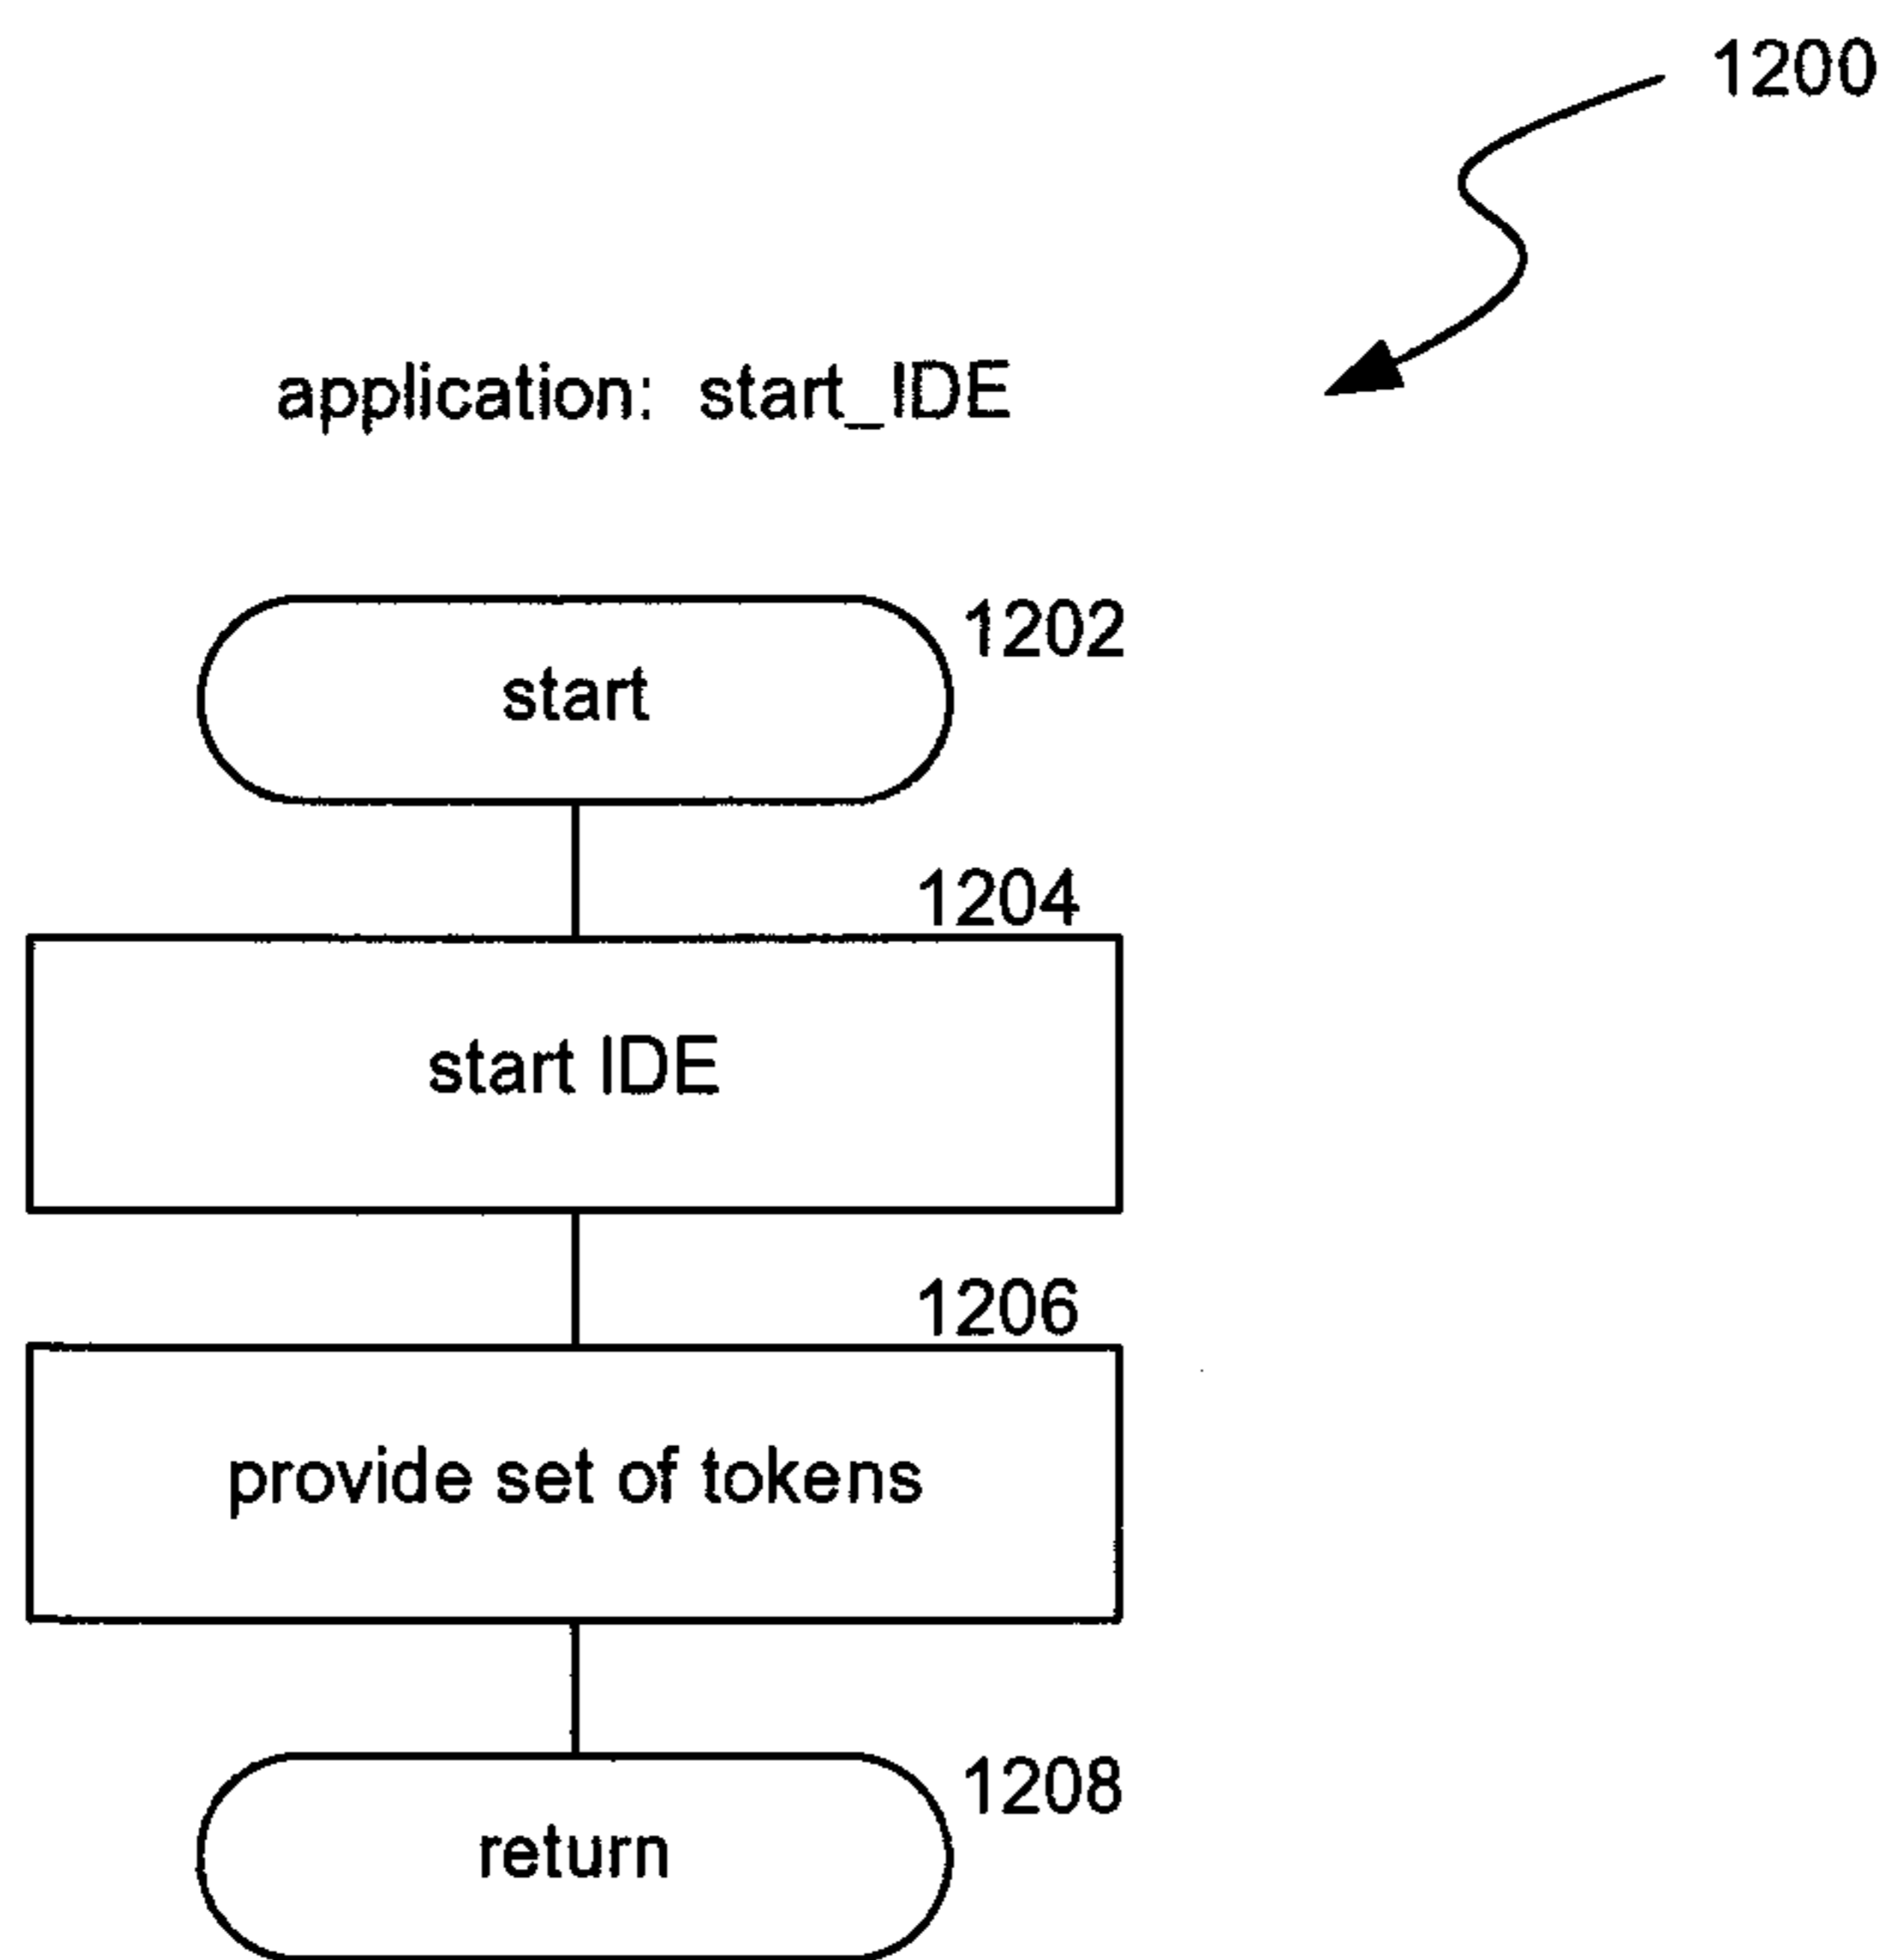 1200
application: start_IDE
1202
start
1204
start IDE
1206
provide set of tokens
1208
return